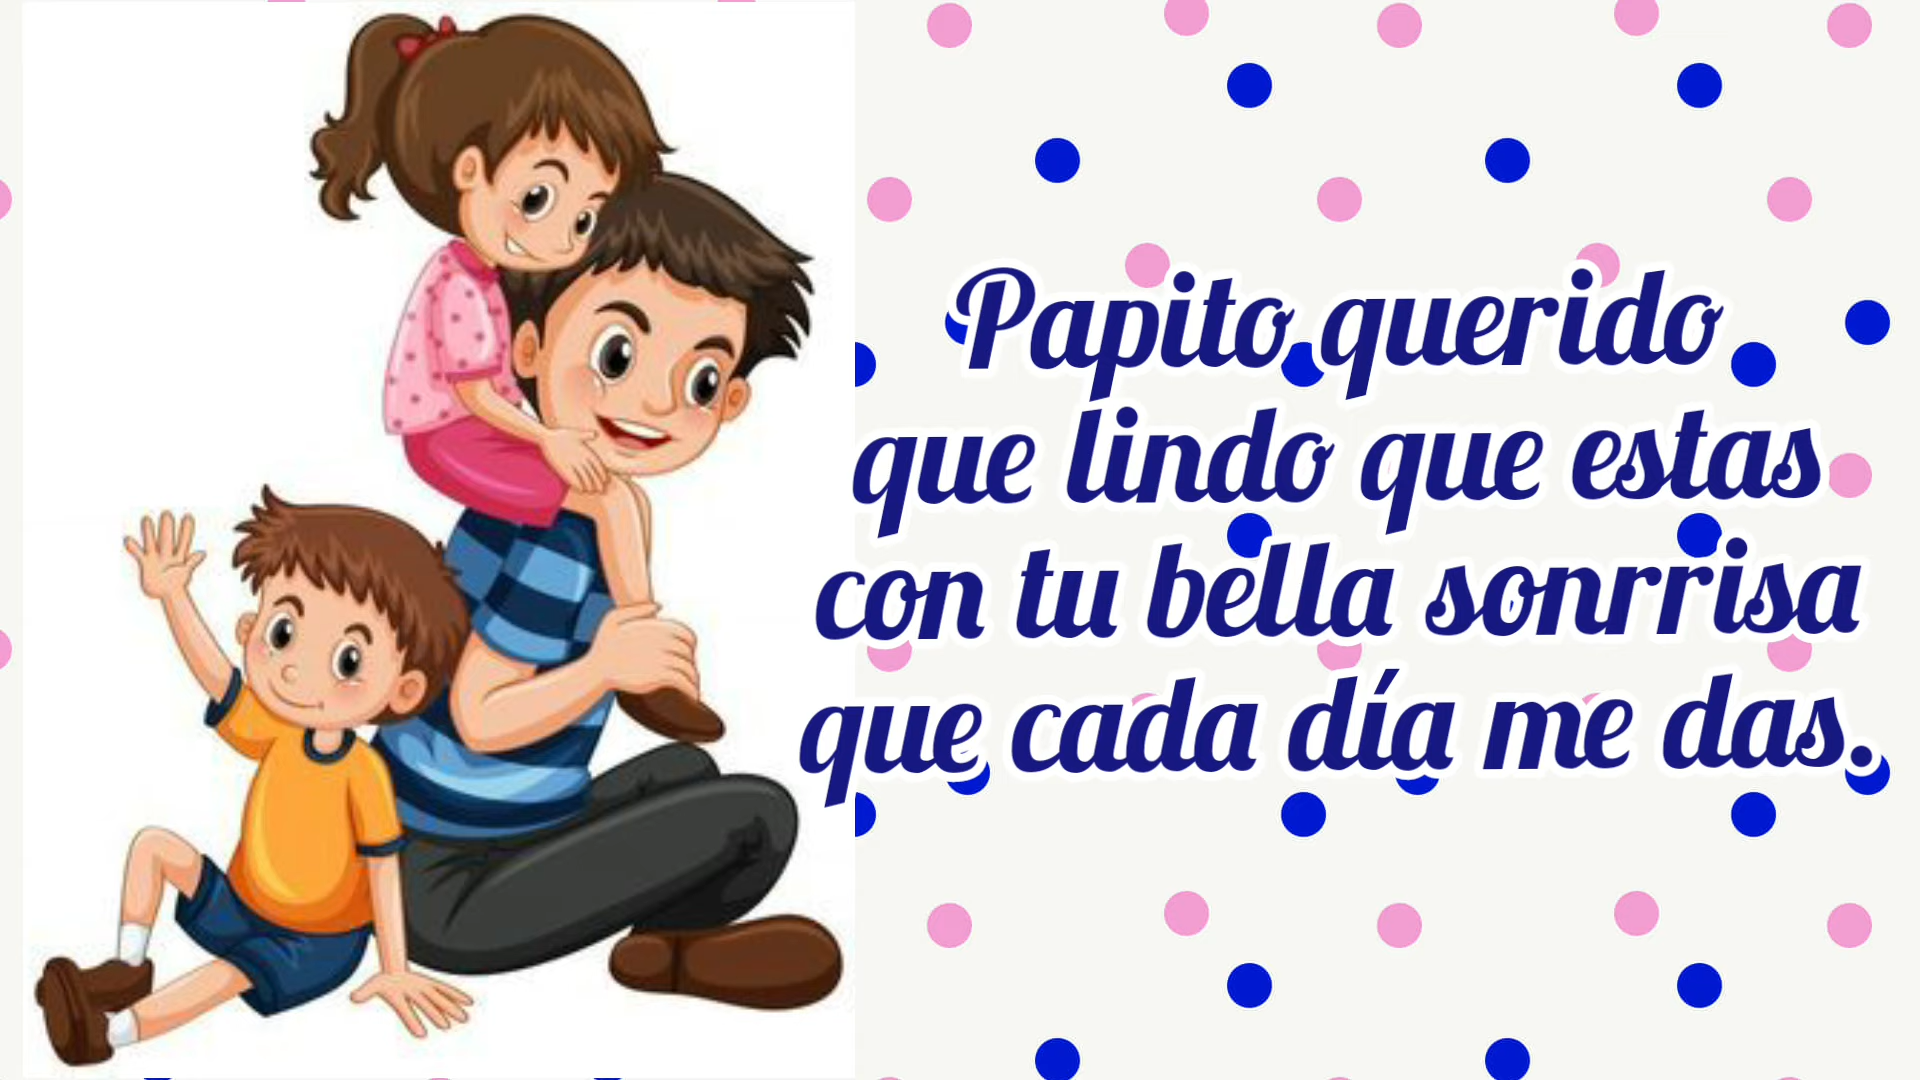 Papito querido
que lindo que estas
con tu bella sonrrisa
que cada día me das.